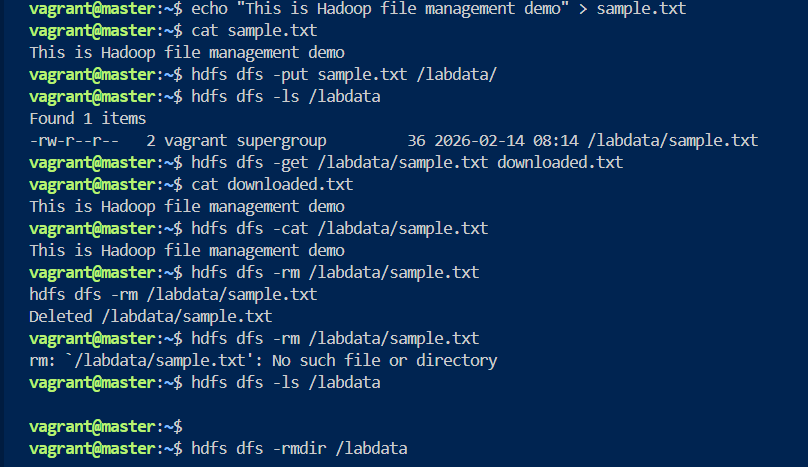 vagrant@master:~$ echo "This is Hadoop file management demo" > sample.txt
vagrant@master:~$ cat sample.txt
This is Hadoop file management demo
vagrant@master:~$ hdfs dfs -put sample.txt /labdata/
vagrant@master:~$ hdfs dfs -ls /labdata
Found 1 items
-rw-r--r--   2 vagrant supergroup         36 2026-02-14 08:14 /labdata/sample.txt
vagrant@master:~$ hdfs dfs -get /labdata/sample.txt downloaded.txt
vagrant@master:~$ cat downloaded.txt
This is Hadoop file management demo
vagrant@master:~$ hdfs dfs -cat /labdata/sample.txt
This is Hadoop file management demo
vagrant@master:~$ hdfs dfs -rm /labdata/sample.txt
hdfs dfs -rm /labdata/sample.txt
Deleted /labdata/sample.txt
vagrant@master:~$ hdfs dfs -rm /labdata/sample.txt
rm: `/labdata/sample.txt': No such file or directory
vagrant@master:~$ hdfs dfs -ls /labdata
vagrant@master:~$
vagrant@master:~$ hdfs dfs -rmdir /labdata